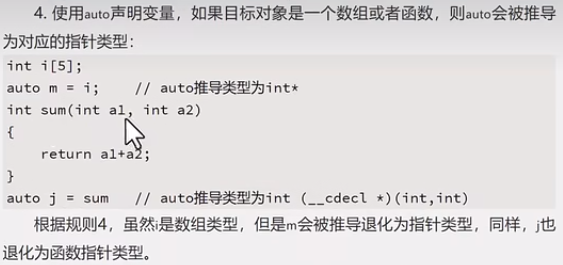 4. 使用auto声明变量，如果目标对象是一个数组或者函数，则auto会被推导
为对应的指针类型：
int i[5];
auto m = i;    // auto推导类型为int*
int sum(int a1, int a2)
{
    return a1+a2;
}
auto j = sum   // auto推导类型为int (__cdecl *)(int,int)
根据规则4，虽然i是数组类型，但是m会被推导退化为指针类型，同样，j也
退化为函数指针类型。